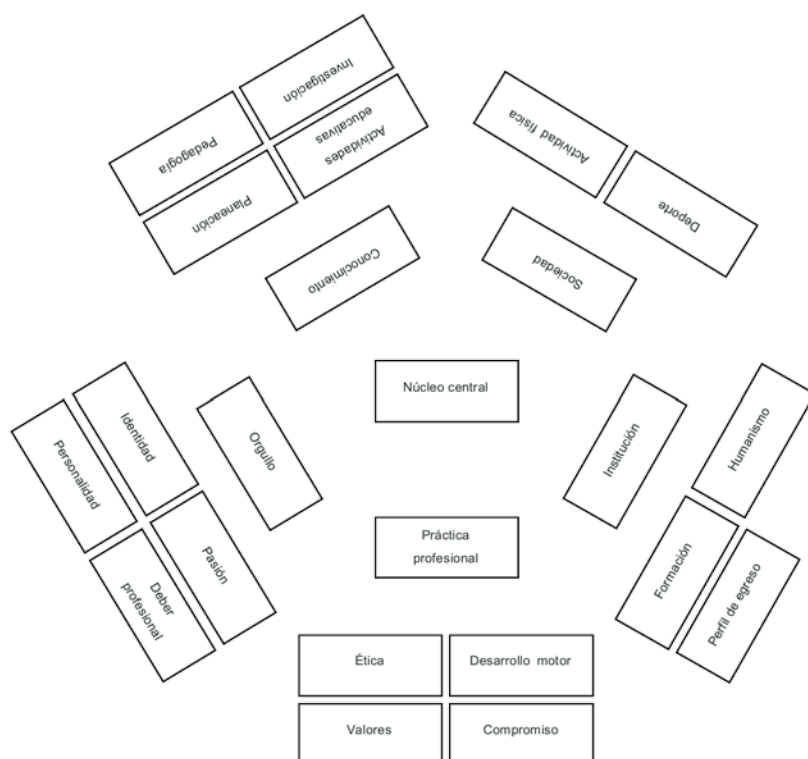 Investigación
Actividades
educativas
Pedagogía
Planeación
Conocimiento
Actividad física
Deporte
Sociedad
Núcleo central
Identidad
Personalidad
Orgullo
Pasión
Deber
profesional
Institución
Humanismo
Formación
Perfil de egreso
Práctica
profesional
Ética
Desarrollo motor
Valores
Compromiso